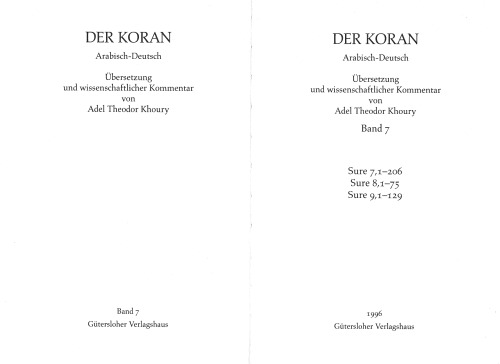 DER KORAN
Arabisch-Deutsch
Übersetzung
und wissenschaftlicher Kommentar
von
Adel Theodor Khoury
Band 7
Gütersloher Verlagshaus
DER KORAN
Arabisch-Deutsch
Übersetzung
und wissenschaftlicher Kommentar
von
Adel Theodor Khoury
Band 7
Sure 7,1–206
Sure 8,1–75
Sure 9,1–129
1996
Gütersloher Verlagshaus